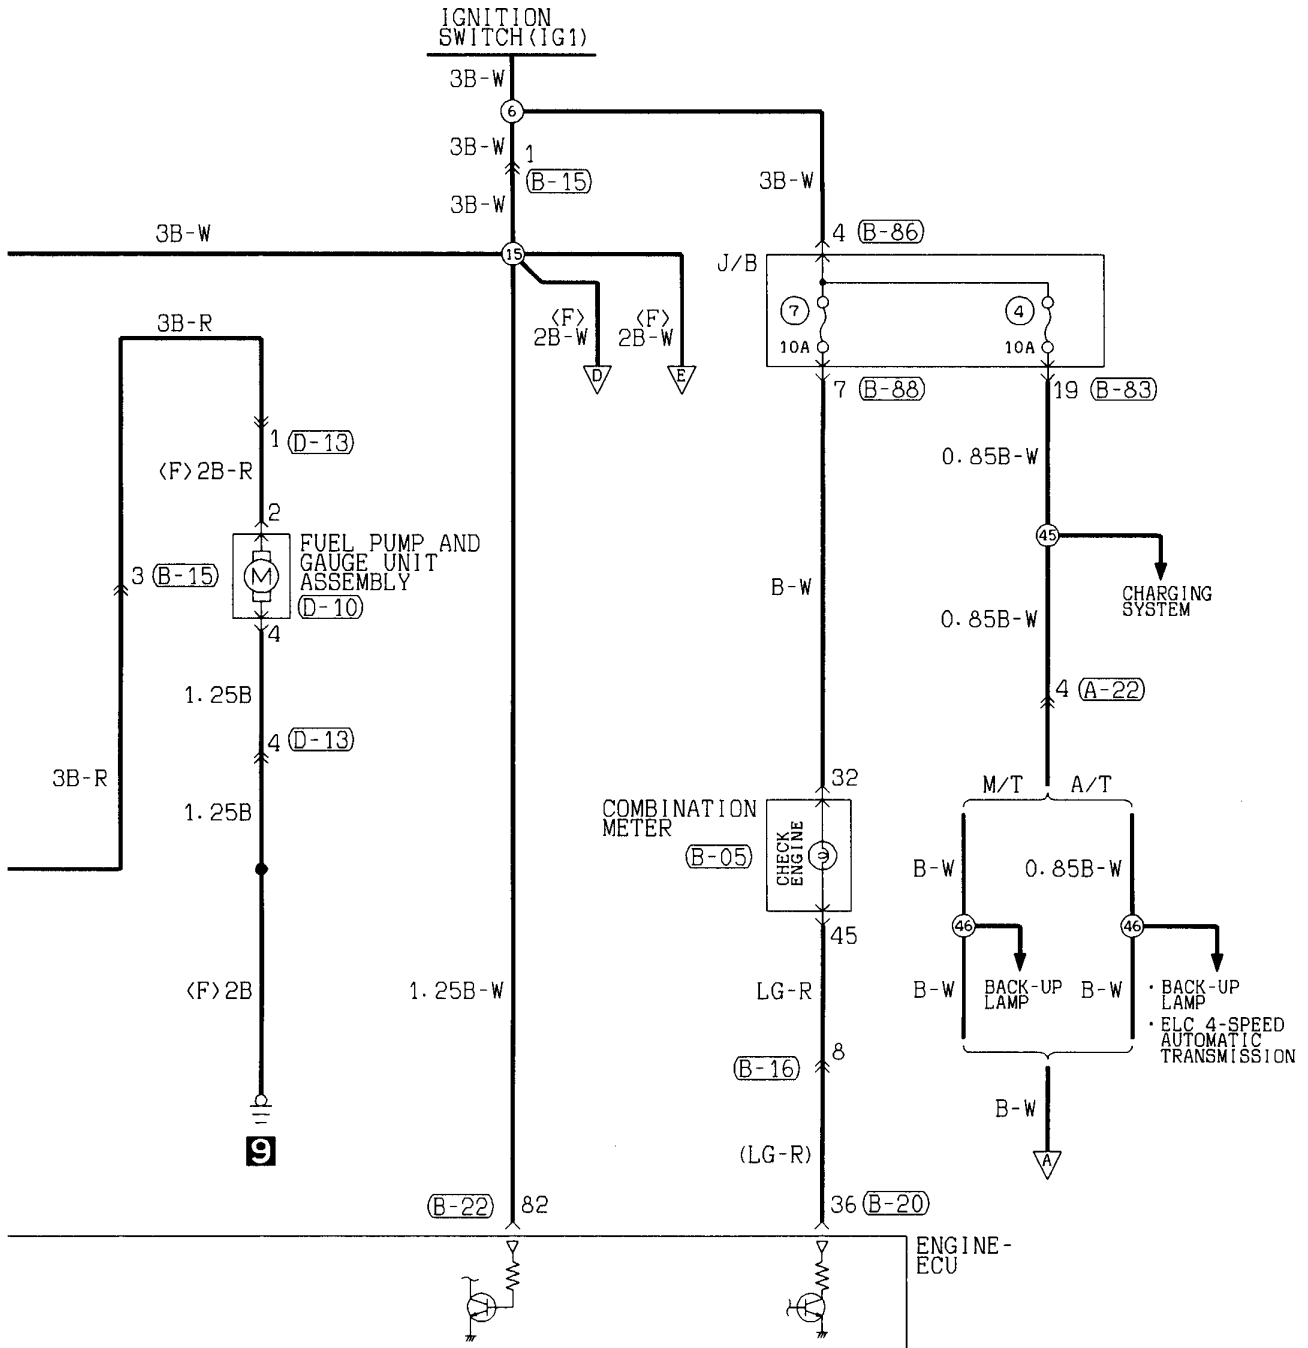 IGNITION
SWITCH(IG1)
3B-W
6
3B-W
1
(B-15)
3B-W
3B-W
4 (B-86)
3B-W
15
J/B
7
4
<F>
2B-W
<F>
2B-W
10A
10A
3B-R
D
E
7 (B-88)
19 (B-83)
1 (D-13)
0.85B-W
<F>2B-R
2
45
FUEL PUMP AND
GAUGE UNIT
ASSEMBLY
M
3 (B-15)
(D-10)
B-W
CHARGING
SYSTEM
0.85B-W
4
1.25B
4 (A-22)
4 (D-13)
3B-R
32
M/T A/T
1.25B
COMBINATION
METER
CHECK
ENGINE
(B-05)
B-W
0.85B-W
46
46
45
<F>2B
1.25B-W
LG-R
B-W
BACK-UP
LAMP
B-W
· BACK-UP
LAMP
· ELC 4-SPEED
AUTOMATIC
TRANSMISSION
8
(B-16)
B-W
9
(LG-R)
A
(B-22) 82
36 (B-20)
ENGINE-
ECU